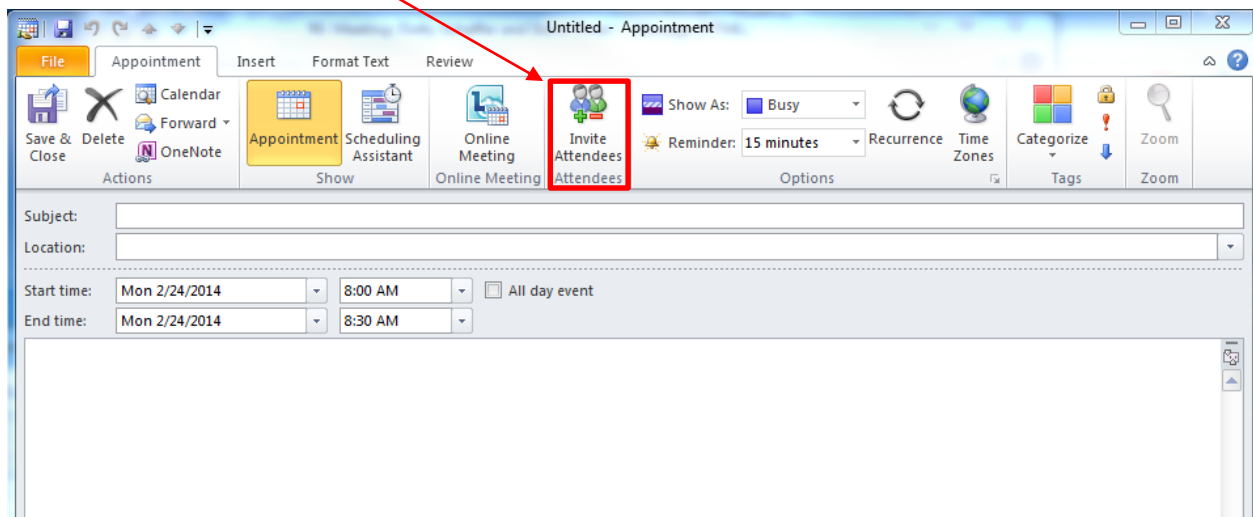 Untitled - Appointment
File Appointment Insert Format Text Review
Save & Close Delete Calendar Forward OneNote
Actions
Appointment Scheduling Assistant
Show
Online Meeting
Online Meeting
Invite Attendees
Attendees
Show As: Busy
Reminder: 15 minutes
Recurrence Time Zones
Options
Categorize
Tags
Zoom
Zoom
Subject:
Location:
Start time: Mon 2/24/2014 8:00 AM All day event
End time: Mon 2/24/2014 8:30 AM